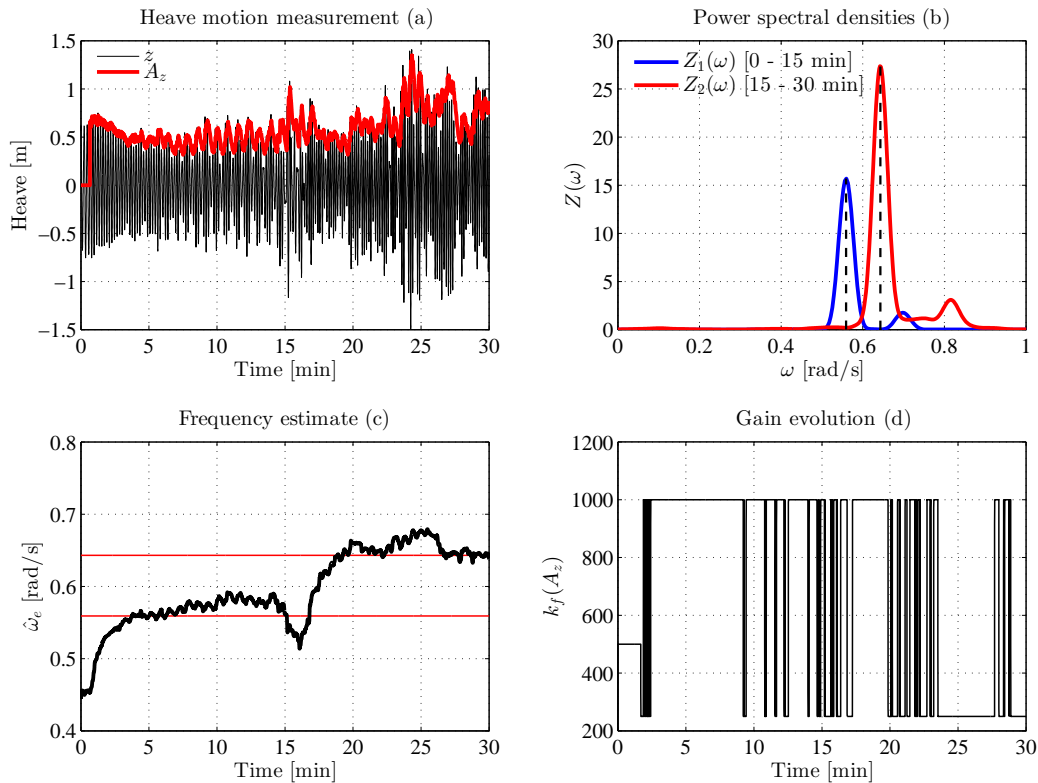 Heave motion measurement (a)
1.5
1
0.5
0
−0.5
−1
−1.5
Heave [m]
z
A_z
0 5 10 15 20 25 30
Time [min]
Power spectral densities (b)
30
25
20
15
10
5
0
Z(ω)
Z_1(ω) [0 - 15 min]
Z_2(ω) [15 - 30 min]
0 0.2 0.4 0.6 0.8 1
ω [rad/s]
Frequency estimate (c)
0.8
0.7
0.6
0.5
0.4
ω̂_e [rad/s]
0 5 10 15 20 25 30
Time [min]
Gain evolution (d)
1200
1000
800
600
400
200
k_f(A_z)
0 5 10 15 20 25 30
Time [min]